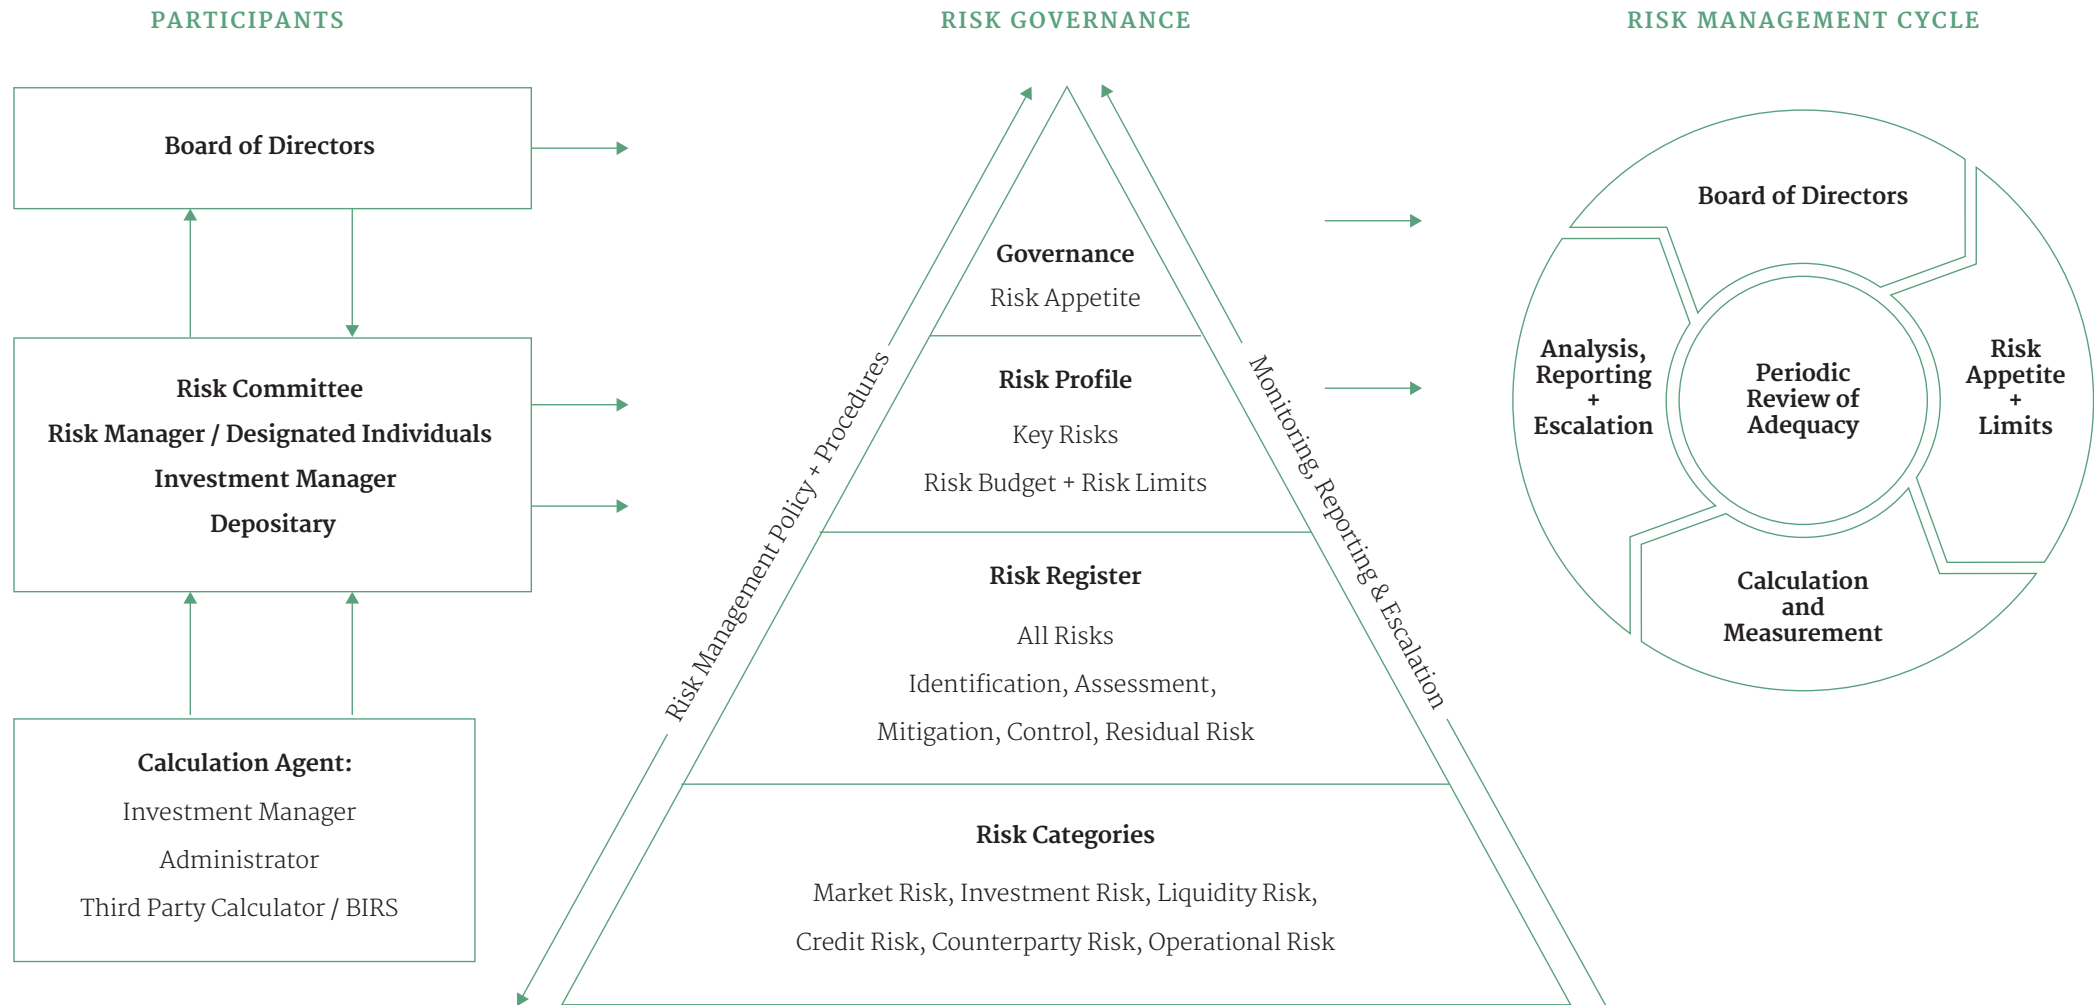 PARTICIPANTS
Board of Directors
Risk Committee
Risk Manager / Designated Individuals
Investment Manager
Depositary
Calculation Agent:
Investment Manager
Administrator
Third Party Calculator / BIRS
RISK GOVERNANCE
Risk Management Policy + Procedures
Governance
Risk Appetite
Risk Profile
Key Risks
Risk Budget + Risk Limits
Risk Register
All Risks
Identification, Assessment,
Mitigation, Control, Residual Risk
Risk Categories
Market Risk, Investment Risk, Liquidity Risk,
Credit Risk, Counterparty Risk, Operational Risk
Monitoring, Reporting & Escalation
RISK MANAGEMENT CYCLE
Board of Directors
Risk
Appetite
+
Limits
Calculation
and
Measurement
Analysis,
Reporting
+
Escalation
Periodic
Review of
Adequacy